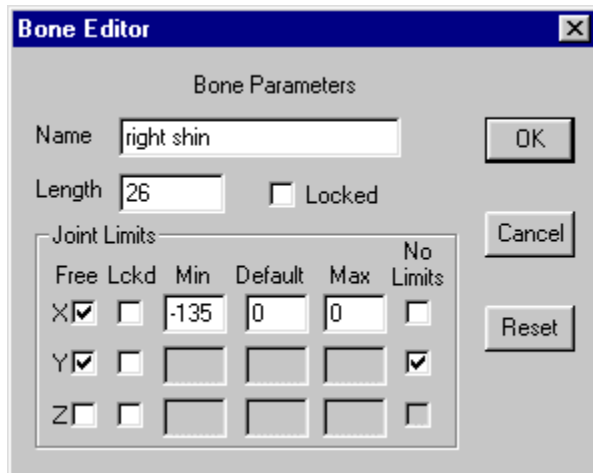 Bone Editor
Bone Parameters
Name right shin OK
Length 26 Locked
Joint Limits Cancel
Free Lckd Min Default Max No Limits
X -135 0 0
Reset
Y
Z